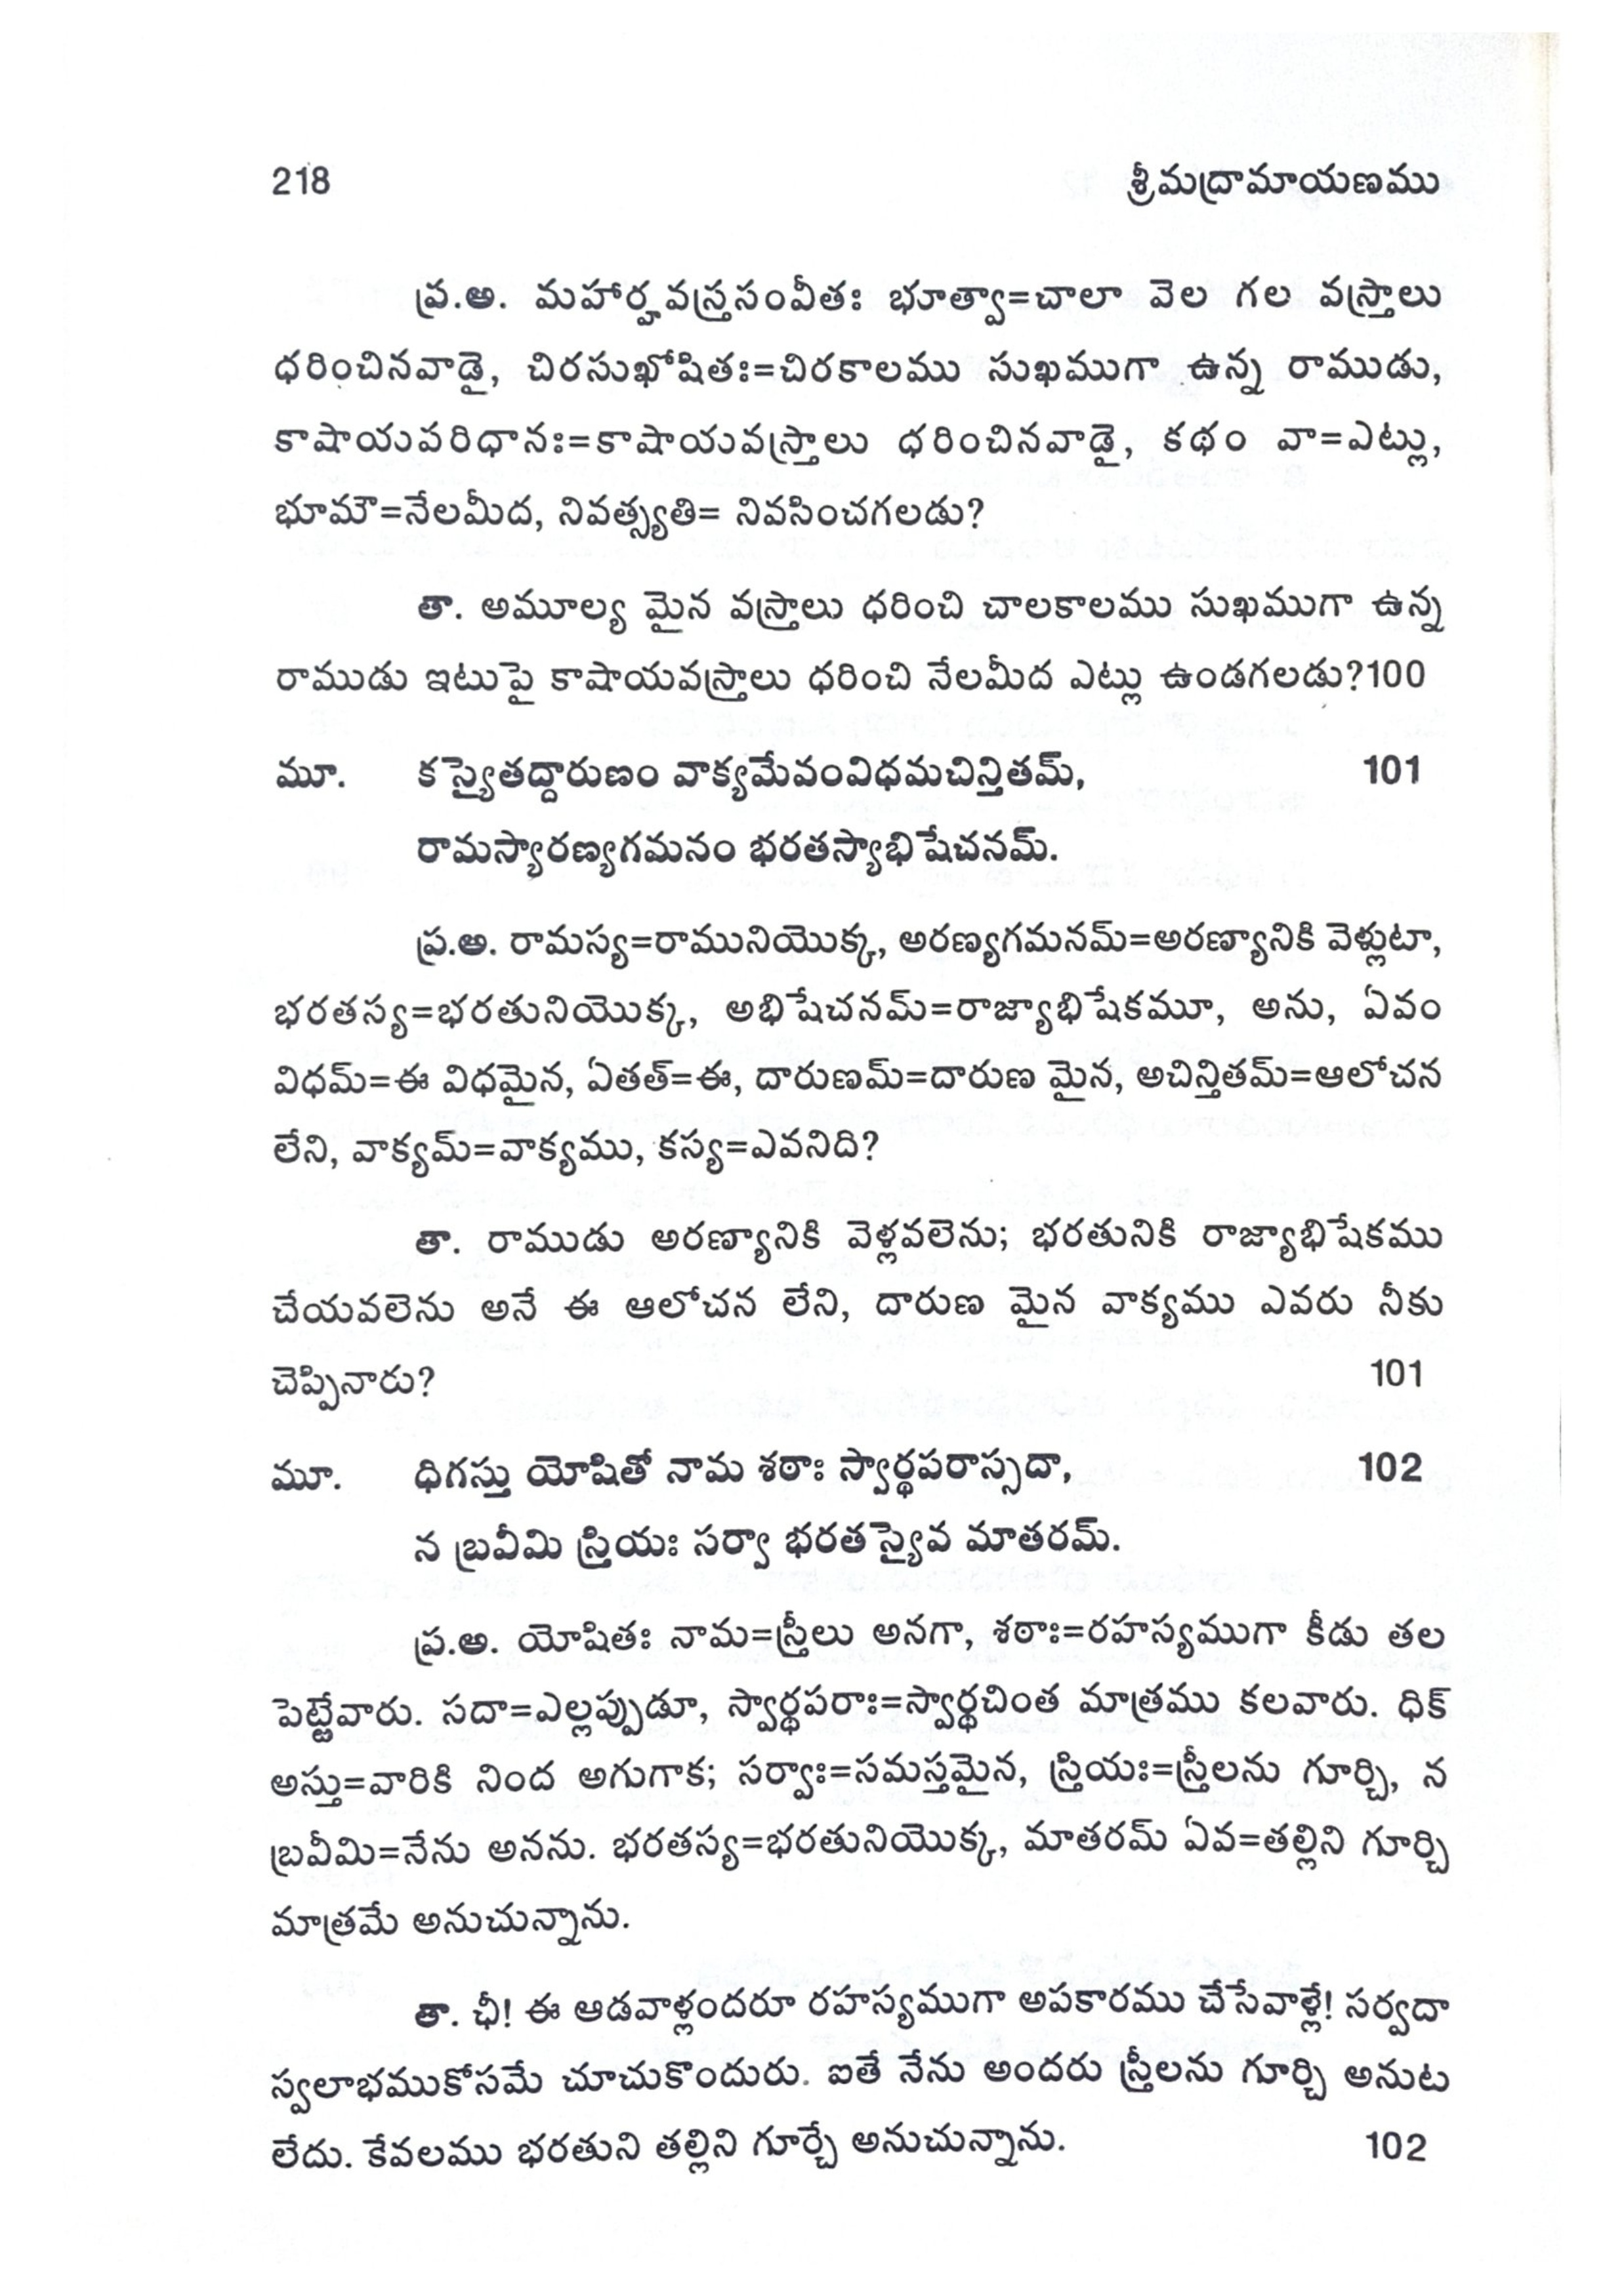 218 శ్రీమద్రామాయణము
ప్ర.అ. మహార్హవస్త్రసంవీతః భూత్వా=చాలా వెల గల వస్త్రాలు
ధరించినవాడై, చిరసుఖోషితః=చిరకాలము సుఖముగా ఉన్న రాముడు,
కాషాయపరిధానః=కాషాయవస్త్రాలు ధరించినవాడై, కథం వా=ఎట్లు,
భూమౌ=నేలమీద, నివత్స్యతి= నివసించగలడు?
తా. అమూల్య మైన వస్త్రాలు ధరించి చాలకాలము సుఖముగా ఉన్న
రాముడు ఇటుపై కాషాయవస్త్రాలు ధరించి నేలమీద ఎట్లు ఉండగలడు?100
మూ. కస్యైతద్దారుణం వాక్యమేవంవిధమచిన్తితమ్, 101
రామస్యారణ్యగమనం భరతస్యాభిషేచనమ్.
ప్ర.అ. రామస్య=రామునియొక్క, అరణ్యగమనమ్=అరణ్యానికి వెళ్లుటా,
భరతస్య=భరతునియొక్క, అభిషేచనమ్=రాజ్యాభిషేకమూ, అను, ఏవం
విధమ్=ఈ విధమైన, ఏతత్=ఈ, దారుణమ్=దారుణ మైన, అచిన్తితమ్=ఆలోచన
లేని, వాక్యమ్=వాక్యము, కస్య=ఎవనిది?
తా. రాముడు అరణ్యానికి వెళ్లవలెను; భరతునికి రాజ్యాభిషేకము
చేయవలెను అనే ఈ ఆలోచన లేని, దారుణ మైన వాక్యము ఎవరు నీకు
చెప్పినారు? 101
మూ. ధిగస్తు యోషితో నామ శఠాః స్వార్థపరాస్సదా, 102
న బ్రవీమి స్త్రియః సర్వా భరతస్యైవ మాతరమ్.
ప్ర.అ. యోషితః నామ=స్త్రీలు అనగా, శఠాః=రహస్యముగా కీడు తల
పెట్టేవారు. సదా=ఎల్లప్పుడూ, స్వార్థపరాః=స్వార్థచింత మాత్రము కలవారు. ధిక్
అస్తు=వారికి నింద అగుగాక; సర్వాః=సమస్తమైన, స్త్రియః=స్త్రీలను గూర్చి, న
బ్రవీమి=నేను అనను. భరతస్య=భరతునియొక్క, మాతరమ్ ఏవ=తల్లిని గూర్చి
మాత్రమే అనుచున్నాను.
తా. ఛీ! ఈ ఆడవాళ్లందరూ రహస్యముగా అపకారము చేసేవాళ్లే! సర్వదా
స్వలాభముకోసమే చూచుకొందురు. ఐతే నేను అందరు స్త్రీలను గూర్చి అనుట
లేదు. కేవలము భరతుని తల్లిని గూర్చే అనుచున్నాను. 102